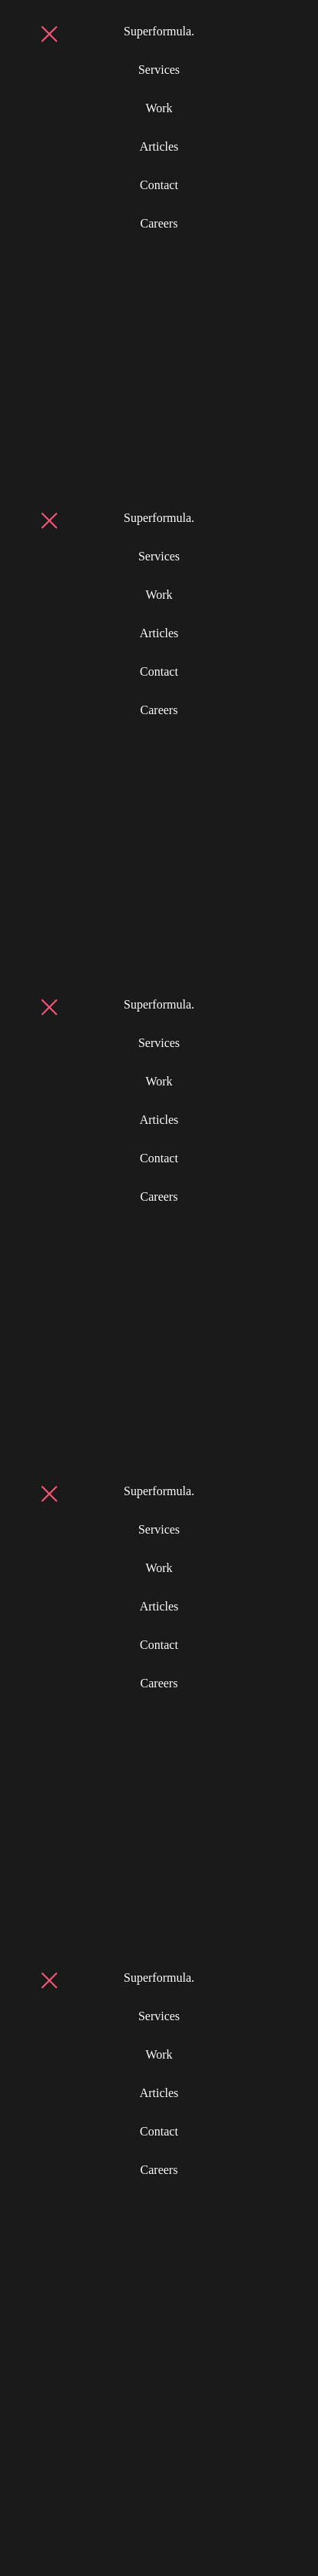 Superformula.
Services
Work
Articles
Contact
Careers
Superformula.
Services
Work
Articles
Contact
Careers
Superformula.
Services
Work
Articles
Contact
Careers
Superformula.
Services
Work
Articles
Contact
Careers
Superformula.
Services
Work
Articles
Contact
Careers